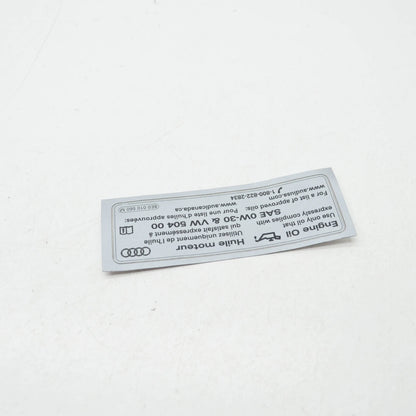 Engine Oil Huile moteur
Use only oil that Utilisez uniquement de l'huile
expressly complies with qui satisfait expressément à
SAE 0W-30 & VW 504 00
For a list of approved oils: Pour une liste d'huiles approuvées:
www.audiusa.com www.audicanada.ca
1-800-822-2834